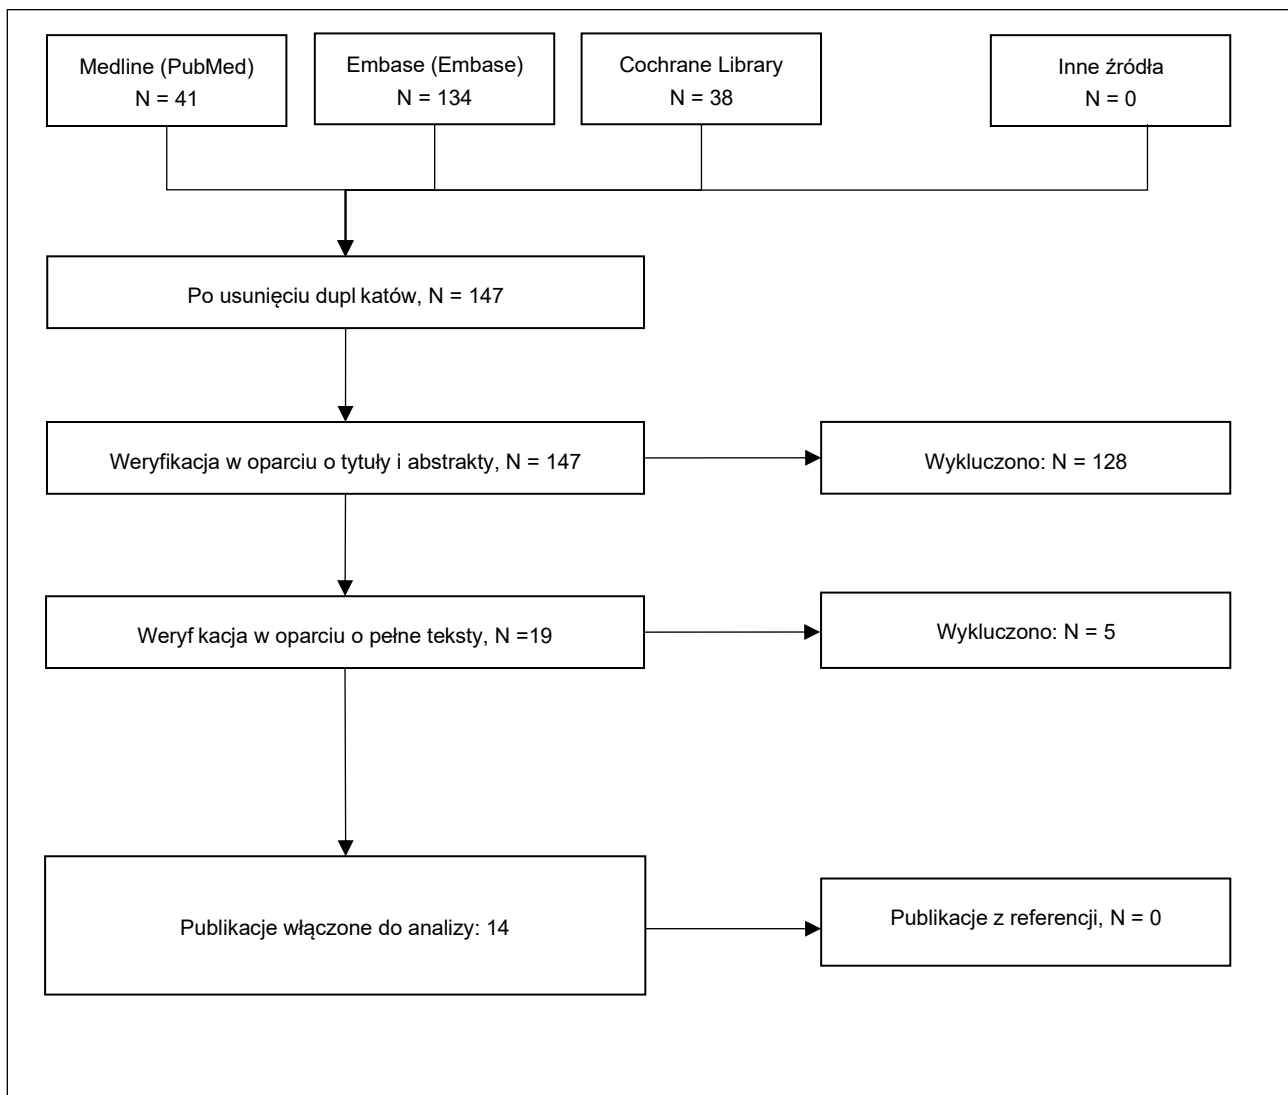 Medline (PubMed)
N = 41
Embase (Embase)
N = 134
Cochrane Library
N = 38
Inne źródła
N = 0
Po usunięciu dupl katów, N = 147
Weryfikacja w oparciu o tytuły i abstrakty, N = 147
Wykluczono: N = 128
Weryf kacja w oparciu o pełne teksty, N =19
Wykluczono: N = 5
Publikacje włączone do analizy: 14
Publikacje z referencji, N = 0